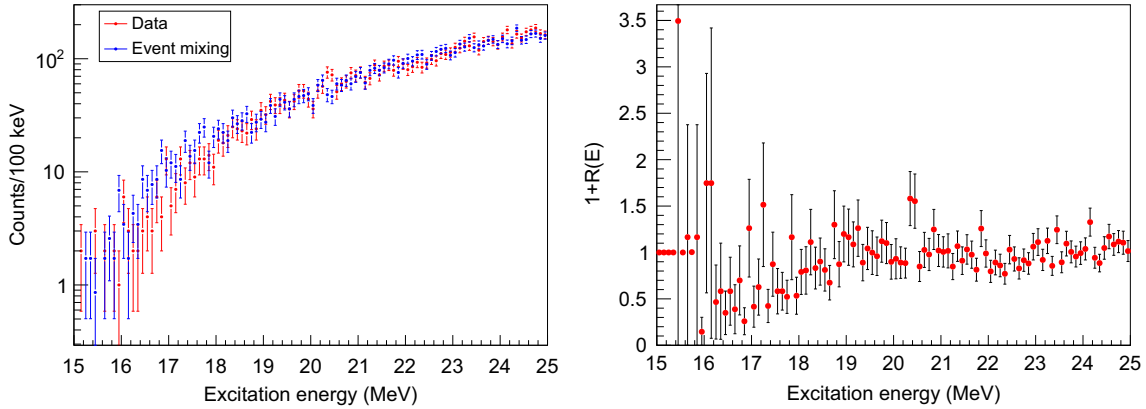 Data
Event mixing
Counts/100 keV
10²
10
1
15 16 17 18 19 20 21 22 23 24 25
Excitation energy (MeV)
1+R(E)
3.5
3
2.5
2
1.5
1
0.5
0
15 16 17 18 19 20 21 22 23 24 25
Excitation energy (MeV)